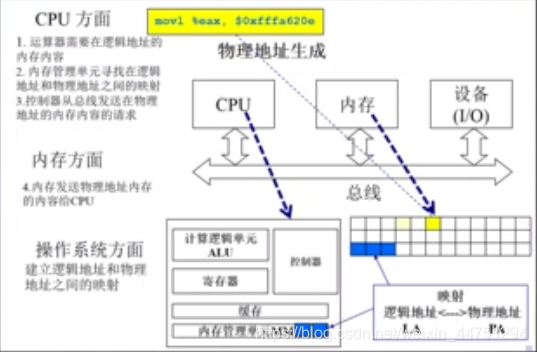 CPU 方面
movl %eax, $0xfffa620e
1. 运算器需要在逻辑地址的
内存内容
2. 内存管理单元寻找在逻辑
地址和物理地址之间的映射
3.控制器从总线发送在物理
地址的内存内容的请求
物理地址生成
CPU
内存
设备
(I/O)
内存方面
4.内存发送物理地址内存
的内容给CPU
总线
操作系统方面
建立逻辑地址和物理
地址之间的映射
计算逻辑单元
ALU
控制器
寄存器
缓存
内存管理单
映射
逻辑地址<--->物理地址
LA PA